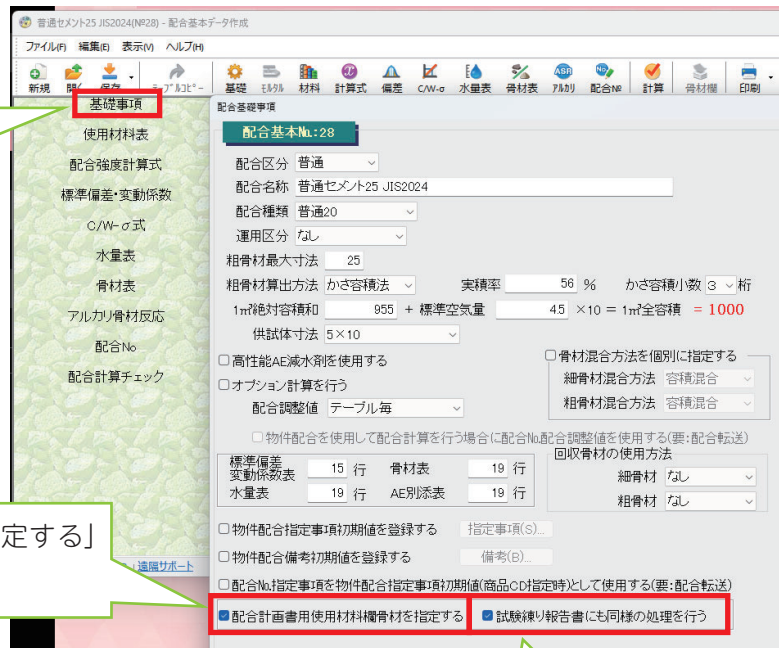 普通セメント25 JIS2024(№28) - 配合基本データ作成
ファイル(F) 編集(E) 表示(V) ヘルプ(H)
新規 開く 保存 テーブルコピー 基礎 ﾓﾙﾀﾙ 材料 計算式 偏差 C/W-σ 水量表 骨材表 ｱﾙｶﾘ 配合№ 計算 骨材欄 印刷
基礎事項
使用材料表
配合強度計算式
標準偏差・変動係数
C/W-σ式
水量表
骨材表
アルカリ骨材反応
配合No
配合計算チェック
定する」
遠隔サポート
配合基礎事項
配合基本№:28
配合区分 普通
配合名称 普通セメント25 JIS2024
配合種類 普通20
運用区分 なし
粗骨材最大寸法 25
粗骨材算出方法 かさ容積法 実積率 56 % かさ容積小数 3 桁
1㎥絶対容積和 955 + 標準空気量 4.5 ×10 = 1㎥全容積 = 1000
供試体寸法 5×10
高性能AE減水剤を使用する
骨材混合方法を個別に指定する
オプション計算を行う
細骨材混合方法 容積混合
配合調整値 テーブル毎
粗骨材混合方法 容積混合
物件配合を使用して配合計算を行う場合に配合№配合調整値を使用する(要:配合転送)
標準偏差
変動係数表 15 行 骨材表 19 行
水量表 19 行 AE別添表 19 行
回収骨材の使用方法
細骨材 なし
粗骨材 なし
物件配合指定事項初期値を登録する 指定事項(S)...
物件配合備考初期値を登録する 備考(B)...
配合№指定事項を物件配合指定事項初期値(商品CD指定時)として使用する(要:配合転送)
配合計画書用使用材料欄骨材を指定する 試験練り報告書にも同様の処理を行う